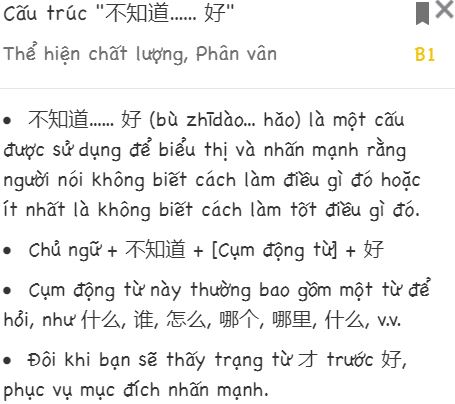 Cấu trúc "不知道...... 好"
Thể hiện chất lượng, Phân vân
B1
• 不知道...... 好 (bù zhīdào... hǎo) là một câu
được sử dụng để biểu thị và nhấn mạnh rằng
người nói không biết cách làm điều gì đó hoặc
ít nhất là không biết cách làm tốt điều gì đó.
• Chủ ngữ + 不知道 + [Cụm động từ] + 好
• Cụm động từ này thường bao gồm một từ để
hỏi, như 什么, 谁, 怎么, 哪个, 哪里, 什么, v.v.
• Đôi khi bạn sẽ thấy trạng từ 才 trước 好,
phục vụ mục đích nhấn mạnh.